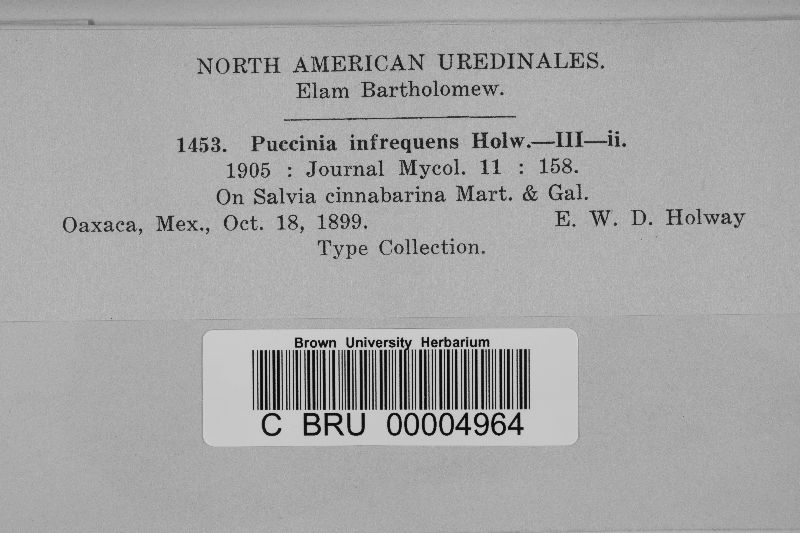 NORTH AMERICAN UREDINALES.
Elam Bartholomew.
1453. Puccinia infrequens Holw.—III—ii.
1905 : Journal Mycol. 11 : 158.
On Salvia cinnabarina Mart. & Gal.
Oaxaca, Mex., Oct. 18, 1899. E. W. D. Holway
Type Collection.
Brown University Herbarium
C BRU 00004964